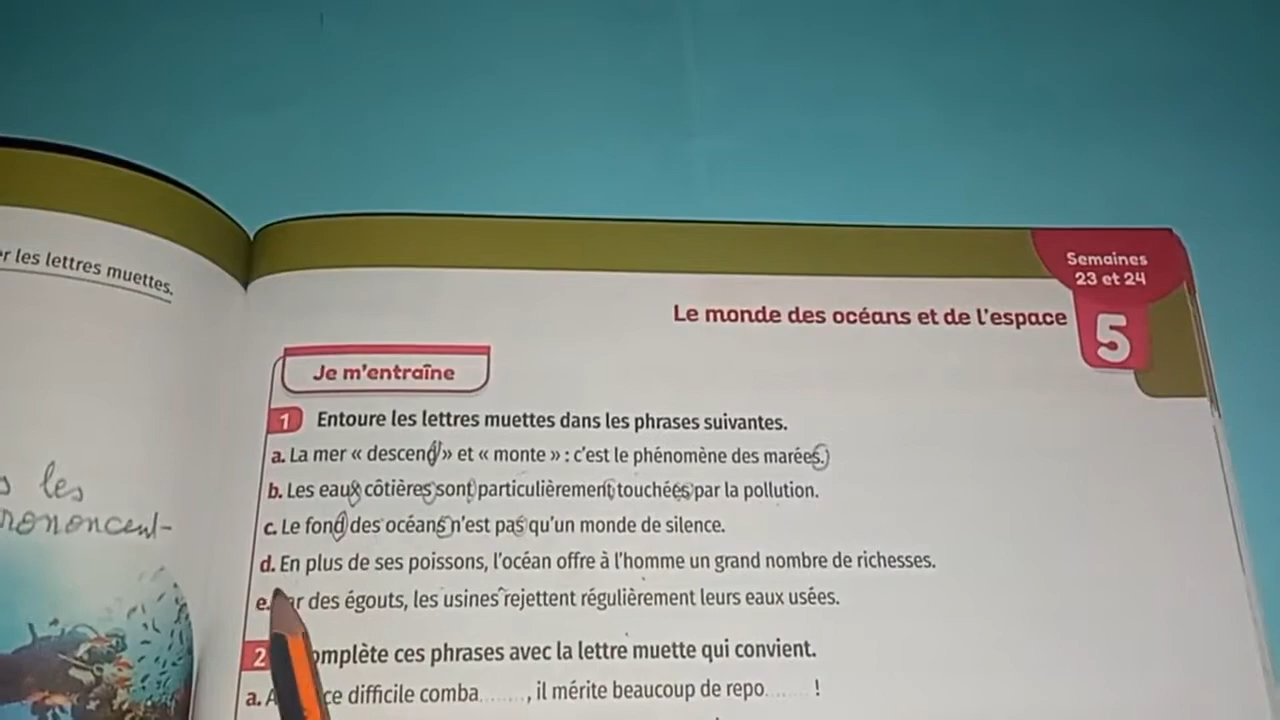 r les lettres muettes.
les
rononcent-
Semaines
23 et 24
5
Le monde des océans et de l'espace
Je m'entraîne
1 Entoure les lettres muettes dans les phrases suivantes.
a. La mer « descend » et « monte » : c'est le phénomène des marées.
b. Les eaux côtières sont particulièrement touchées par la pollution.
c. Le fond des océans n'est pas qu'un monde de silence.
d. En plus de ses poissons, l'océan offre à l'homme un grand nombre de richesses.
e. ar des égouts, les usines rejettent régulièrement leurs eaux usées.
2 omplète ces phrases avec la lettre muette qui convient.
a. A ce difficile comba......., il mérite beaucoup de repo....... !